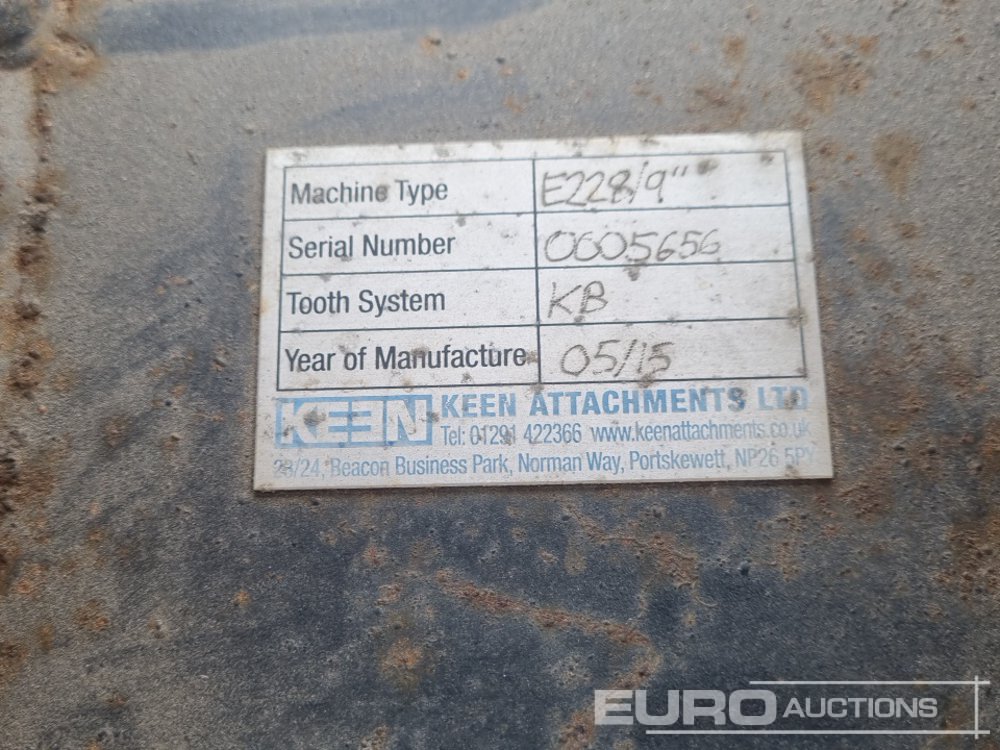 Machine Type E228/9"
Serial Number 0005656
Tooth System KB
Year of Manufacture 05/15
KEEN KEEN ATTACHMENTS LTD
Tel: 01291 422366 www.keenattachments.co.uk
23/24, Beacon Business Park, Norman Way, Portskewett, NP26 5PY
EURO AUCTIONS